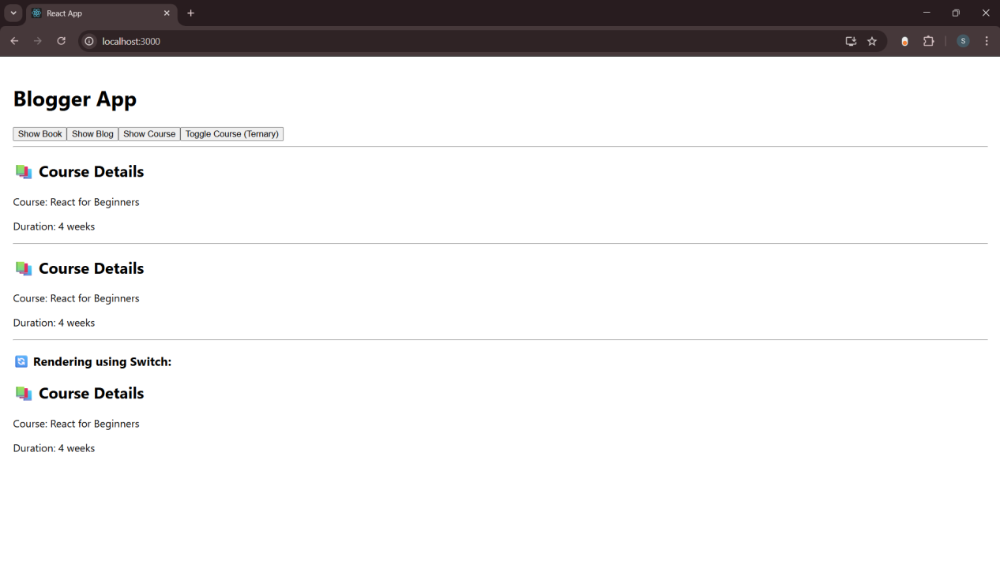 React App
localhost:3000
S
Blogger App
Show Book Show Blog Show Course Toggle Course (Ternary)
Course Details
Course: React for Beginners
Duration: 4 weeks
Course Details
Course: React for Beginners
Duration: 4 weeks
Rendering using Switch:
Course Details
Course: React for Beginners
Duration: 4 weeks